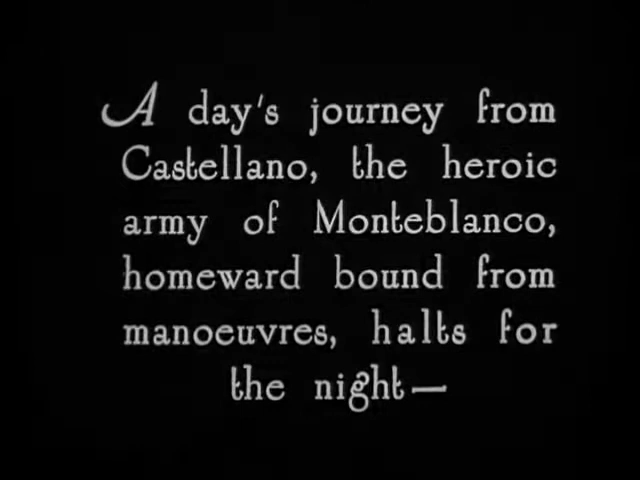 A day's journey from
Castellano, the heroic
army of Monteblanco,
homeward bound from
manoeuvres, halts for
the night—